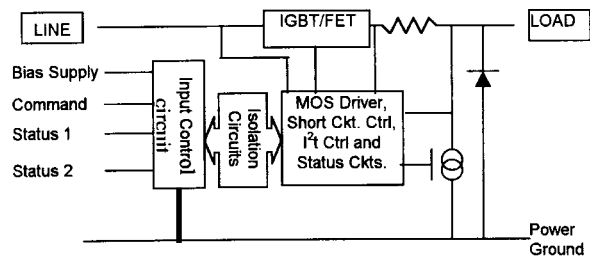 LINE
IGBT/FET
LOAD
Bias Supply
Command
Status 1
Status 2
Input Control
circuit
Isolation
Circuits
MOS Driver,
Short Ckt. Ctrl,
I²t Ctrl and
Status Ckts.
Power
Ground